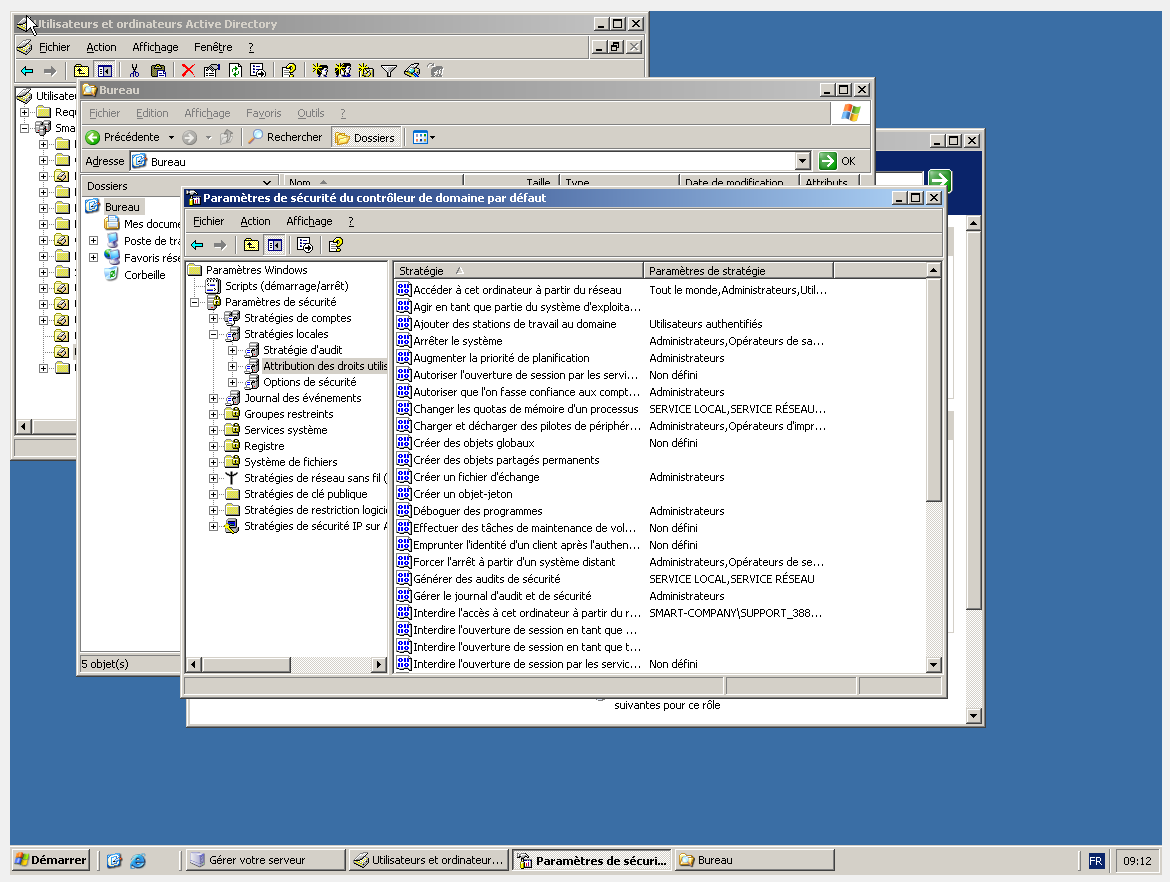 Utilisateurs et ordinateurs Active Directory
Fichier Action Affichage Fenêtre ?
Utilisate
Req
Sma
Bureau
Fichier Edition Affichage Favoris Outils ?
Précédente Rechercher Dossiers
Adresse Bureau OK
Dossiers
Nom Taille Type Date de modification Attributs
Bureau
Mes docume
Poste de tra
Favoris rése
Corbeille
5 objet(s)
Paramètres de sécurité du contrôleur de domaine par défaut
Fichier Action Affichage ?
Paramètres Windows
Scripts (démarrage/arrêt)
Paramètres de sécurité
Stratégies de comptes
Stratégies locales
Stratégie d'audit
Attribution des droits utilis
Options de sécurité
Journal des événements
Groupes restreints
Services système
Registre
Système de fichiers
Stratégies de réseau sans fil (
Stratégies de clé publique
Stratégies de restriction logici
Stratégies de sécurité IP sur A
Stratégie Paramètres de stratégie
Accéder à cet ordinateur à partir du réseau Tout le monde,Administrateurs,Util...
Agir en tant que partie du système d'exploita...
Ajouter des stations de travail au domaine Utilisateurs authentifiés
Arrêter le système Administrateurs,Opérateurs de sa...
Augmenter la priorité de planification Administrateurs
Autoriser l'ouverture de session par les servi... Non défini
Autoriser que l'on fasse confiance aux compt... Administrateurs
Changer les quotas de mémoire d'un processus SERVICE LOCAL,SERVICE RÉSEAU...
Charger et décharger des pilotes de périphér... Administrateurs,Opérateurs d'impr...
Créer des objets globaux Non défini
Créer des objets partagés permanents
Créer un fichier d'échange Administrateurs
Créer un objet-jeton
Déboguer des programmes Administrateurs
Effectuer des tâches de maintenance de vol... Non défini
Emprunter l'identité d'un client après l'authen... Non défini
Forcer l'arrêt à partir d'un système distant Administrateurs,Opérateurs de se...
Générer des audits de sécurité SERVICE LOCAL,SERVICE RÉSEAU
Gérer le journal d'audit et de sécurité Administrateurs
Interdire l'accès à cet ordinateur à partir du r... SMART-COMPANY\SUPPORT_388...
Interdire l'ouverture de session en tant que ...
Interdire l'ouverture de session en tant que t...
Interdire l'ouverture de session par les servic... Non défini
suivantes pour ce rôle
Démarrer Gérer votre serveur Utilisateurs et ordinateur... Paramètres de sécuri... Bureau FR 09:12